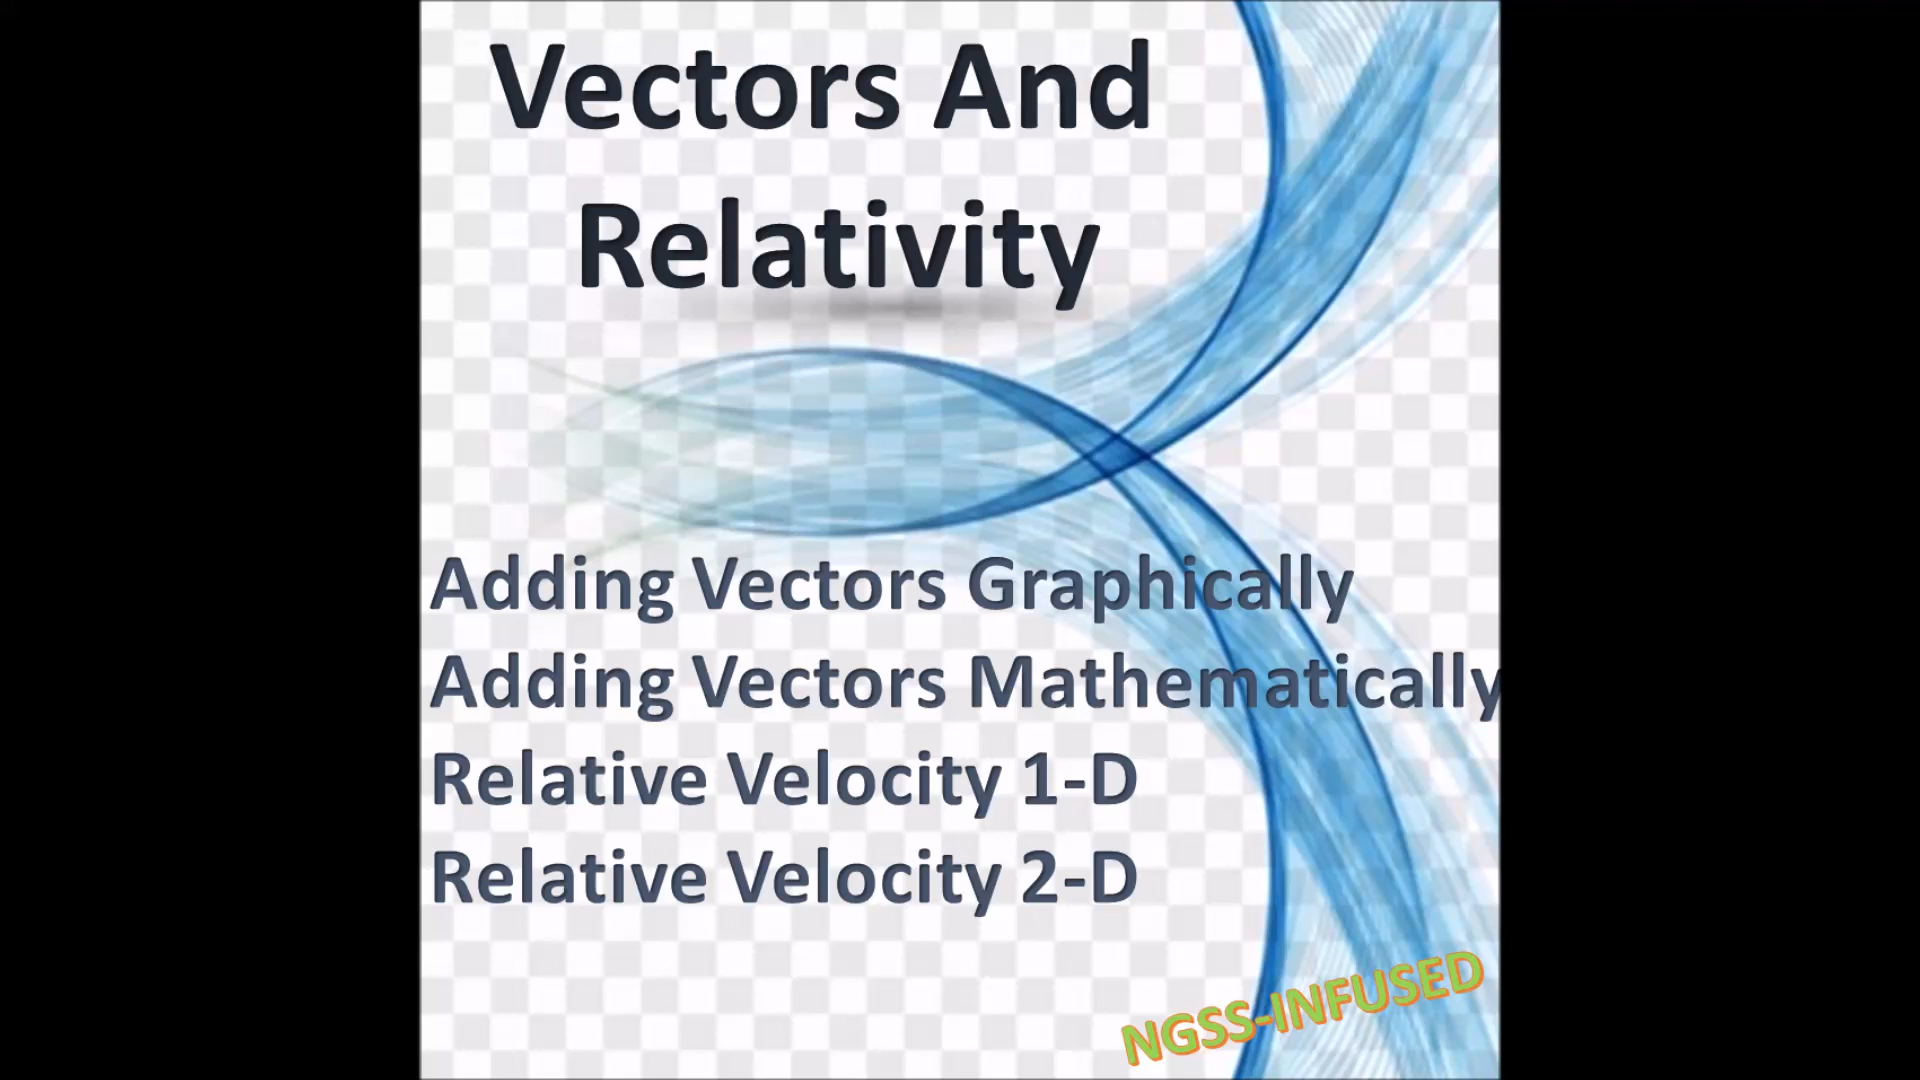 Vectors And
Relativity
Adding Vectors Graphically
Adding Vectors Mathematically
Relative Velocity 1-D
Relative Velocity 2-D
NGSS-INFUSED